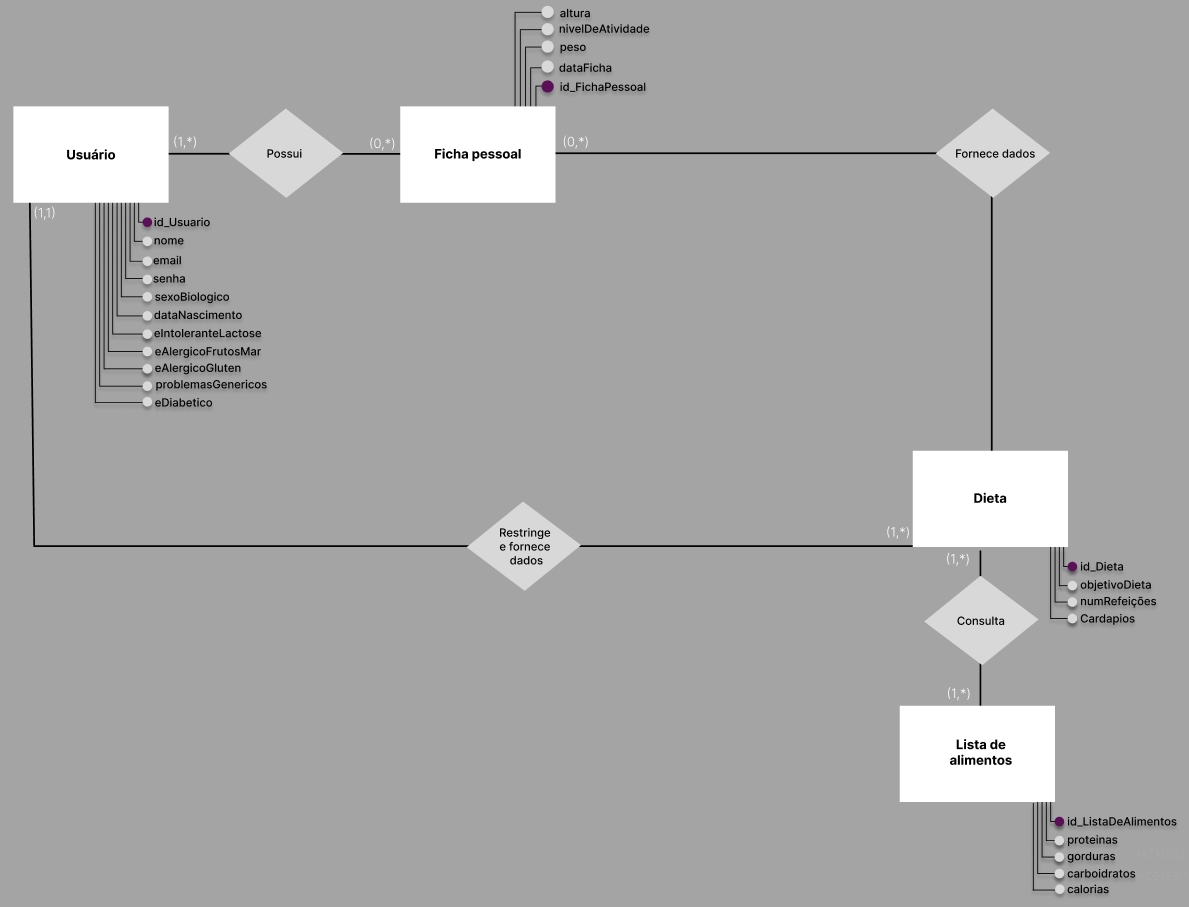 altura
nivelDeAtividade
peso
dataFicha
id_FichaPessoal
Usuário
(1,*)
Possui
(0,*)
Ficha pessoal
(0,*)
Fornece dados
(1,1)
id_Usuario
nome
email
senha
sexoBiologico
dataNascimento
eIntoleranteLactose
eAlergicoFrutosMar
eAlergicoGluten
problemasGenericos
eDiabetico
Dieta
Restringe
e fornece
dados
(1,*)
(1,*)
id_Dieta
objetivoDieta
numRefeições
Cardapios
Consulta
(1,*)
Lista de
alimentos
id_ListaDeAlimentos
proteinas
gorduras
carboidratos
calorias